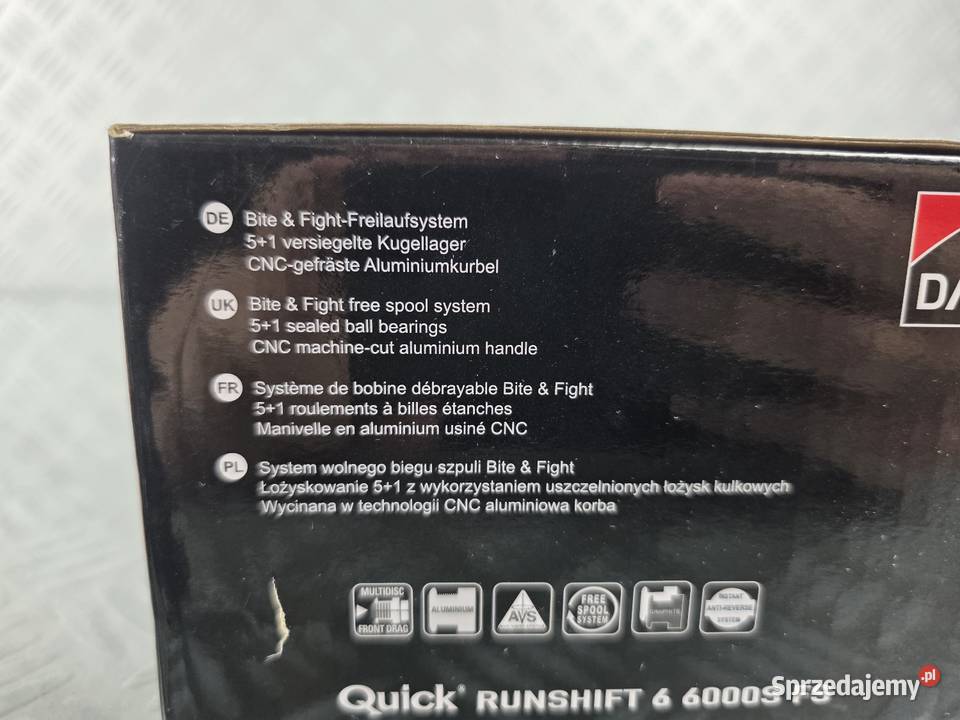 DE Bite & Fight-Freilaufsystem
5+1 versiegelte Kugellager
CNC-gefräste Aluminiumkurbel
UK Bite & Fight free spool system
5+1 sealed ball bearings
CNC machine-cut aluminium handle
FR Système de bobine débrayable Bite & Fight
5+1 roulements à billes étanches
Manivelle en aluminium usiné CNC
PL System wolnego biegu szpuli Bite & Fight
Łożyskowanie 5+1 z wykorzystaniem uszczelnionych łożysk kulkowych
Wycinana w technologii CNC aluminiowa korba
DA
MULTIDISC
FRONT DRAG
ALUMINIUM
AVS
FREE
SPOOL
SYSTEM
GRAPHITE
INSTANT
ANTI-REVERSE
SYSTEM
Quick RUNSHIFT 6 6000S FS
Sprzedajemy.pl